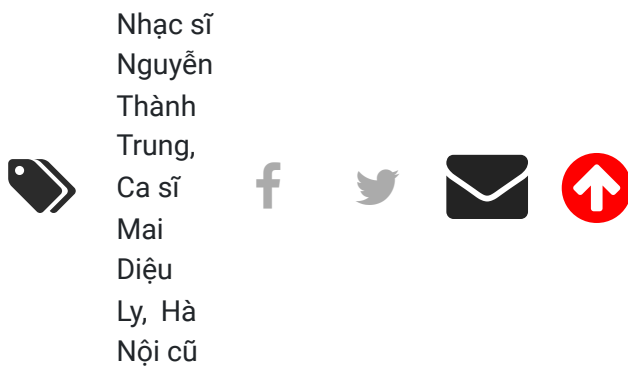 Nhạc sĩ
Nguyễn
Thành
Trung,
Ca sĩ
Mai
Diệu
Ly, Hà
Nội cũ